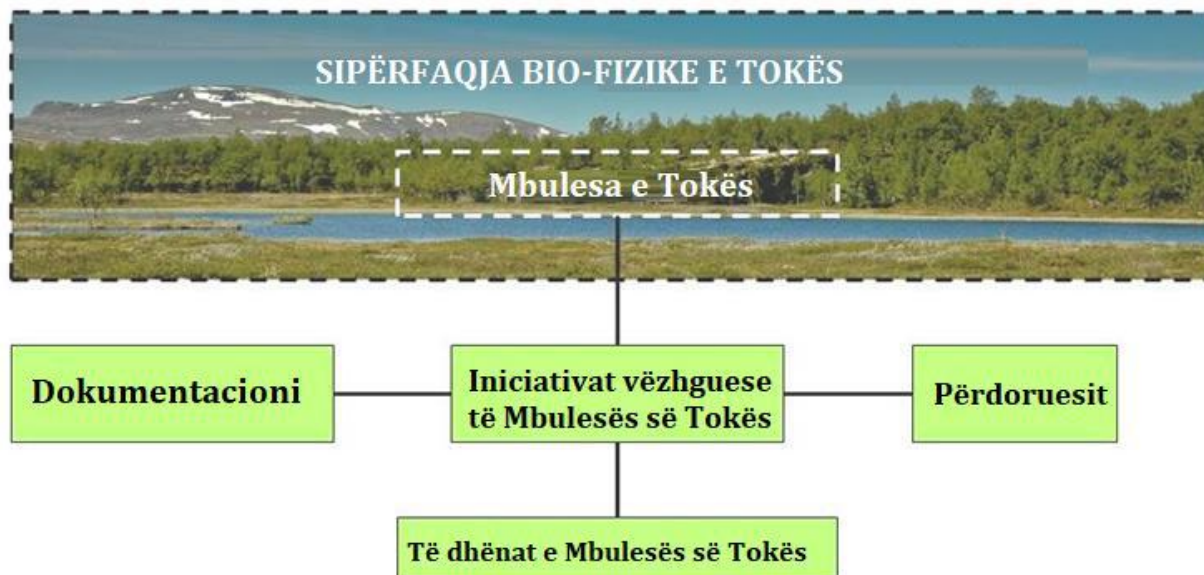 SIPËRFAQJA BIO-FIZIKE E TOKËS
Mbulesa e Tokës
Dokumentacioni
Iniciativat vëzhguese
të Mbulesës së Tokës
Përdoruesit
Të dhënat e Mbulesës së Tokës